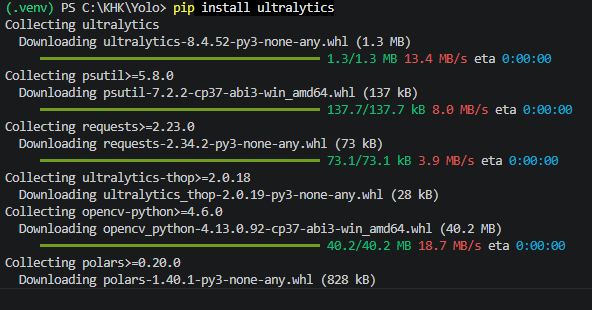 (.venv) PS C:\KHK\Yolo> pip install ultralytics
Collecting ultralytics
Downloading ultralytics-8.4.52-py3-none-any.whl (1.3 MB)
1.3/1.3 MB 13.4 MB/s eta 0:00:00
Collecting psutil>=5.8.0
Downloading psutil-7.2.2-cp37-abi3-win_amd64.whl (137 kB)
137.7/137.7 kB 8.0 MB/s eta 0:00:00
Collecting requests>=2.23.0
Downloading requests-2.34.2-py3-none-any.whl (73 kB)
73.1/73.1 kB 3.9 MB/s eta 0:00:00
Collecting ultralytics-thop>=2.0.18
Downloading ultralytics_thop-2.0.19-py3-none-any.whl (28 kB)
Collecting opencv-python>=4.6.0
Downloading opencv_python-4.13.0.92-cp37-abi3-win_amd64.whl (40.2 MB)
40.2/40.2 MB 18.7 MB/s eta 0:00:00
Collecting polars>=0.20.0
Downloading polars-1.40.1-py3-none-any.whl (828 kB)